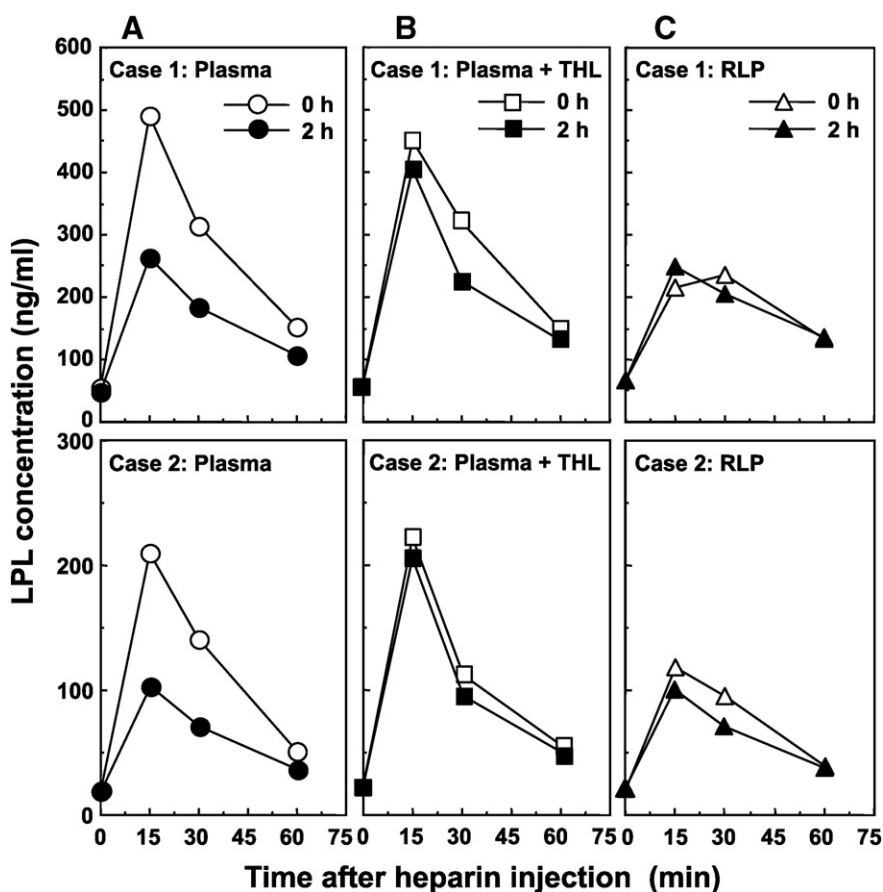 A
B
C
LPL concentration (ng/ml)
600
500
400
300
200
100
0
Case 1: Plasma
0 h
2 h
Case 1: Plasma + THL
0 h
2 h
Case 1: RLP
0 h
2 h
300
200
100
0
Case 2: Plasma
Case 2: Plasma + THL
Case 2: RLP
0 15 30 45 60 75
0 15 30 45 60 75
0 15 30 45 60 75
Time after heparin injection (min)